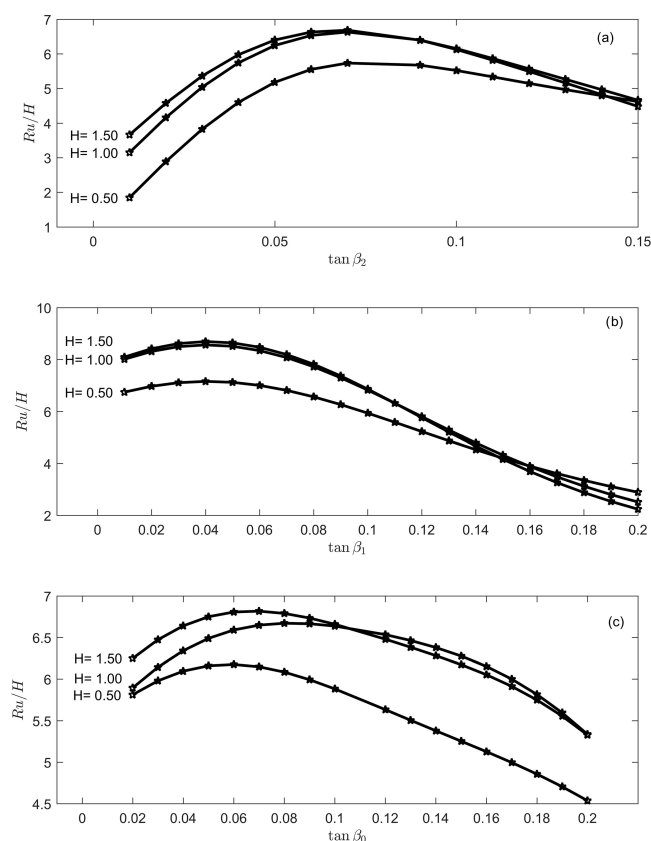 7
(a)
6
5
Ru/H
4
H= 1.50
H= 1.00
3
2
H= 0.50
1
0
0.05
0.1
0.15
tan β₂
10
(b)
H= 1.50
8
H= 1.00
Ru/H
H= 0.50
6
4
2
0
0.02
0.04
0.06
0.08
0.1
0.12
0.14
0.16
0.18
0.2
tan β₁
7
(c)
6.5
H= 1.50
6
H= 1.00
Ru/H
H= 0.50
5.5
5
4.5
0
0.02
0.04
0.06
0.08
0.1
0.12
0.14
0.16
0.18
0.2
tan β₀